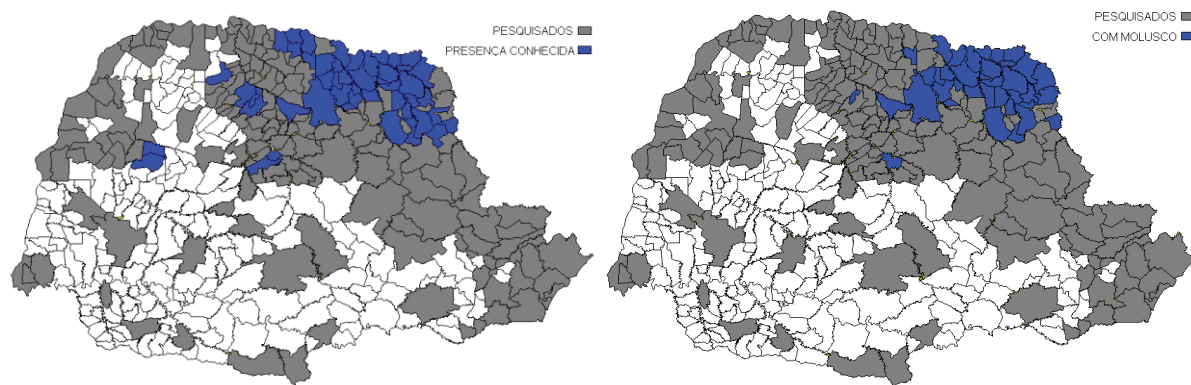 PESQUISADOS
PRESENÇA CONHECIDA
PESQUISADOS
COM MOLUSCO